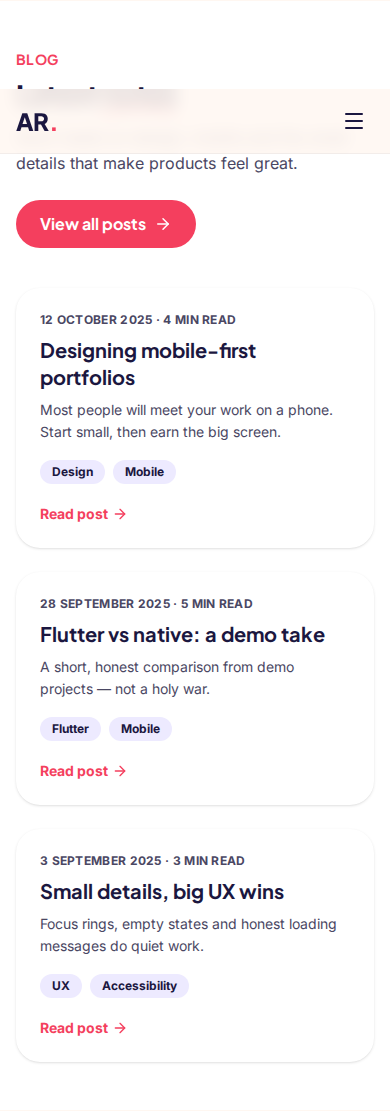 BLOG
AR.
details that make products feel great.
View all posts →
12 OCTOBER 2025 · 4 MIN READ
Designing mobile-first
portfolios
Most people will meet your work on a phone.
Start small, then earn the big screen.
Design Mobile
Read post →
28 SEPTEMBER 2025 · 5 MIN READ
Flutter vs native: a demo take
A short, honest comparison from demo
projects — not a holy war.
Flutter Mobile
Read post →
3 SEPTEMBER 2025 · 3 MIN READ
Small details, big UX wins
Focus rings, empty states and honest loading
messages do quiet work.
UX Accessibility
Read post →